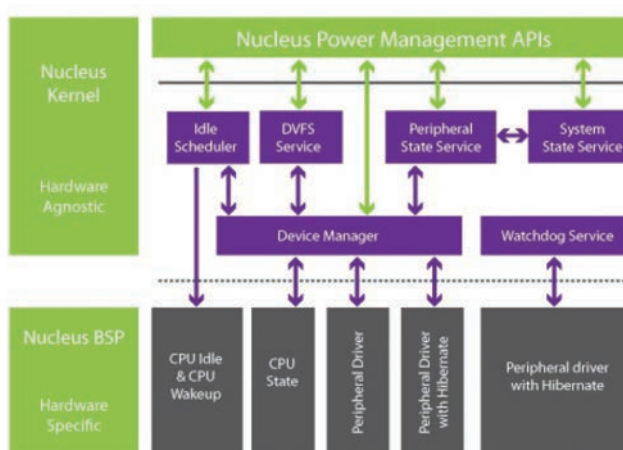 Nucleus Power Management APIs
Nucleus
Kernel
Hardware
Agnostic
Idle
Scheduler
DVFS
Service
Peripheral
State Service
System
State Service
Device Manager
Watchdog Service
Nucleus BSP
Hardware
Specific
CPU Idle
& CPU
Wakeup
CPU
State
Peripheral Driver
Peripheral Driver
with Hibernate
Peripheral driver
with Hibernate